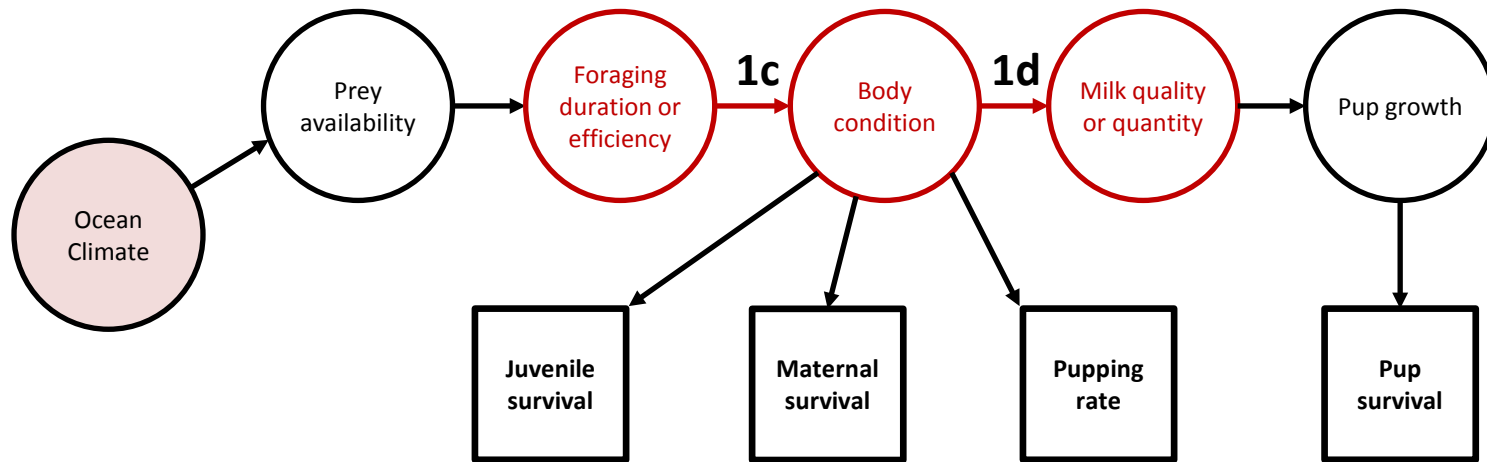 Ocean
Climate
Prey
availability
Foraging
duration or
efficiency
1c
Body
condition
1d
Milk quality
or quantity
Pup growth
Juvenile
survival
Maternal
survival
Pupping
rate
Pup
survival